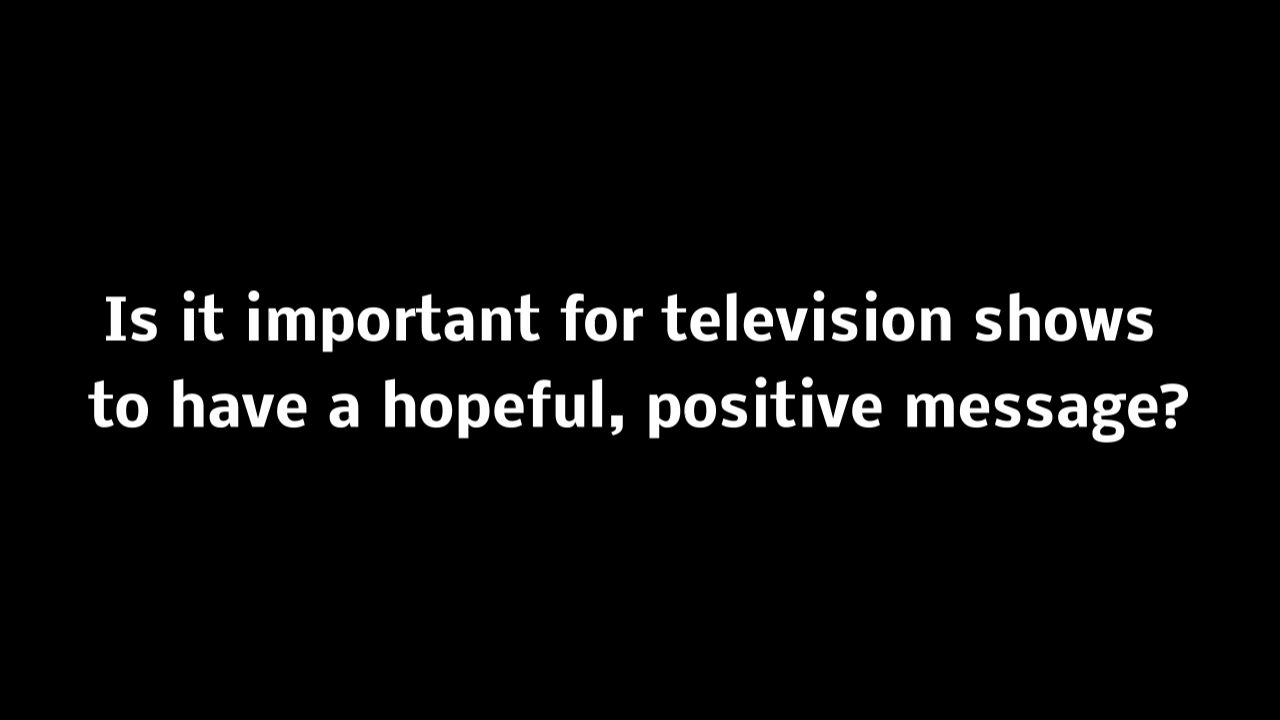 Is it important for television shows
to have a hopeful, positive message?